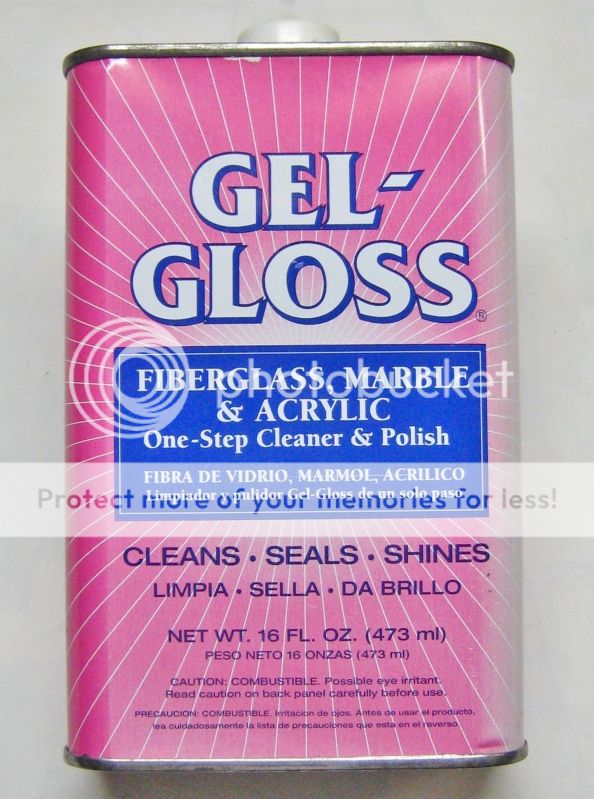 GEL-
GLOSS®
FIBERGLASS, MARBLE
& ACRYLIC
One-Step Cleaner & Polish
FIBRA DE VIDRIO, MARMOL, ACRILICO
Limpiador y pulidor Gel-Gloss de un solo paso
CLEANS • SEALS • SHINES
LIMPIA • SELLA • DA BRILLO
NET WT. 16 FL. OZ. (473 ml)
PESO NETO 16 ONZAS (473 ml)
CAUTION: COMBUSTIBLE. Possible eye irritant.
Read caution on back panel carefully before use.
PRECAUCION: COMBUSTIBLE. Irritacion de ojos. Antes de usar el producto,
lea cuidadosamente la lista de precauciones que esta en el reverso.
photobucket
Protect more of your memories for less!